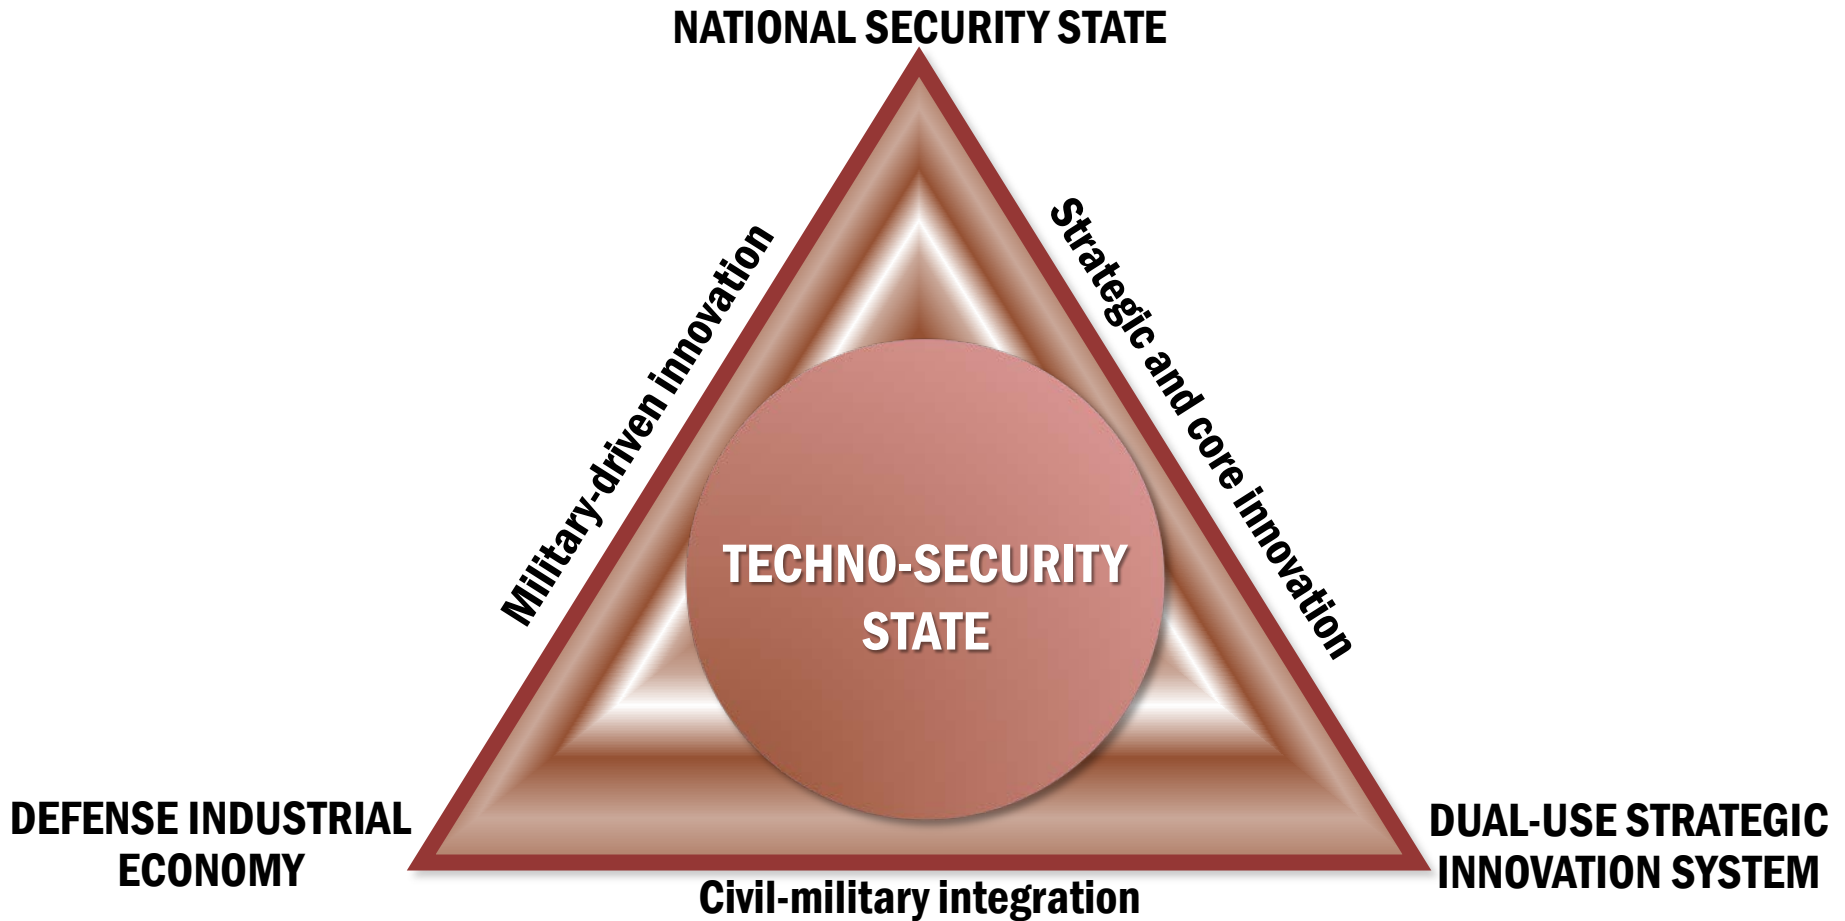 NATIONAL SECURITY STATE
Military-driven innovation
Strategic and core innovation
TECHNO-SECURITY
STATE
DEFENSE INDUSTRIAL
ECONOMY
DUAL-USE STRATEGIC
INNOVATION SYSTEM
Civil-military integration